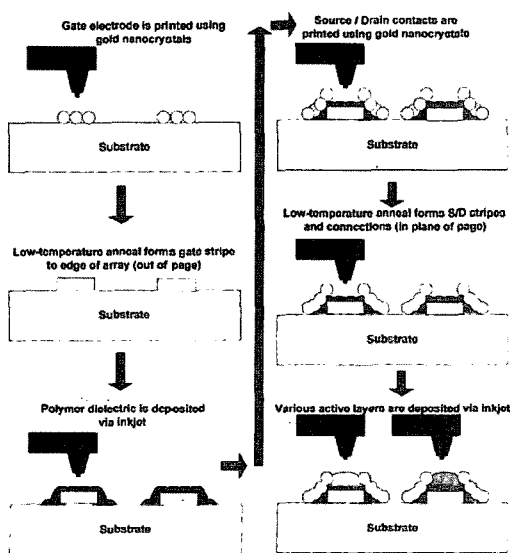 Gate electrode is printed using
gold nanocrystals
Substrate
Low-temperature anneal forms gate stripe
to edge of array (out of page)
Substrate
Polymer dielectric is deposited
via inkjet
Substrate
Source / Drain contacts are
printed using gold nanocrystals
Substrate
Low-temperature anneal forms S/D stripes
and connections (in plane of page)
Substrate
Various active layers are deposited via inkjet
Substrate